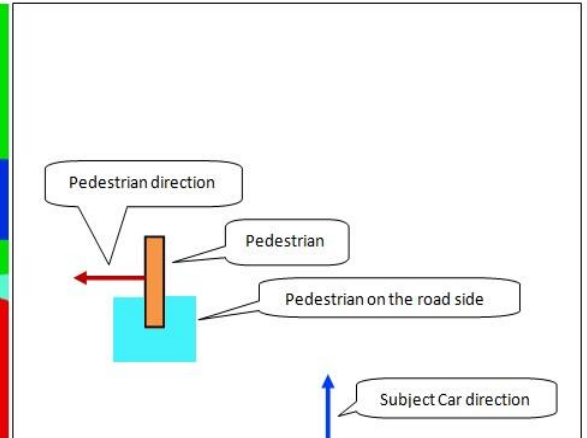 Pedestrian direction
Pedestrian
Pedestrian on the road side
Subject Car direction